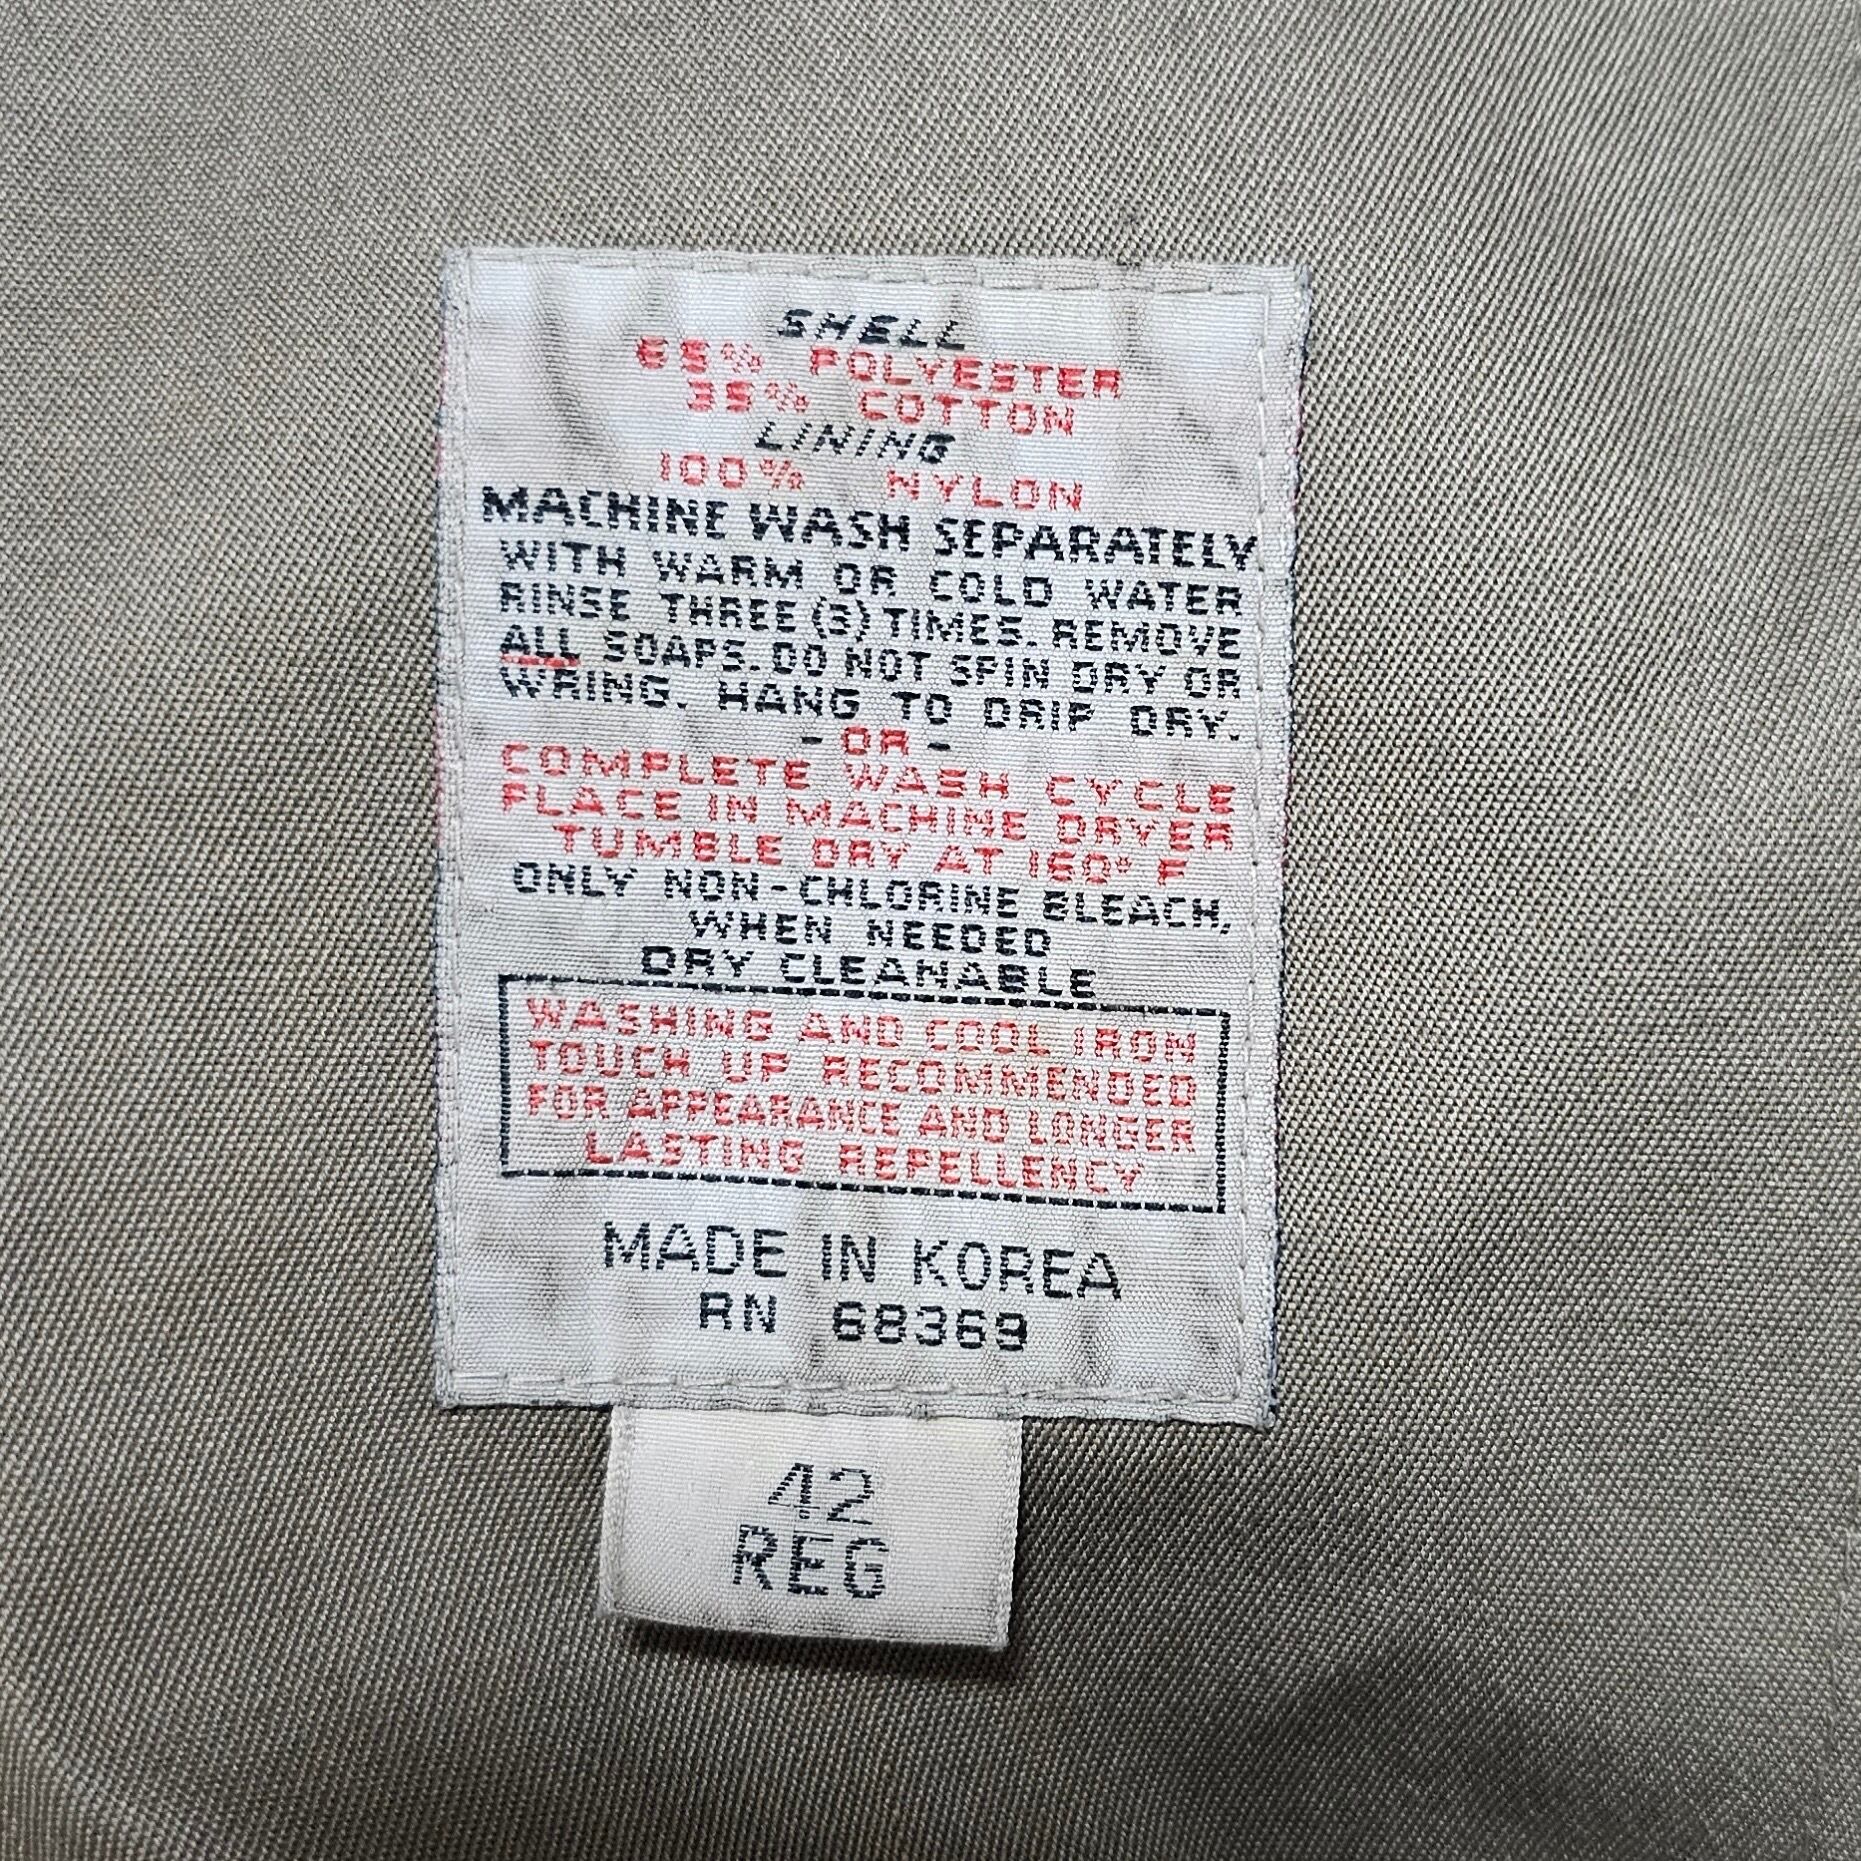 SHELL
65% POLYESTER
35% COTTON
LINING
100% NYLON
MACHINE WASH SEPARATELY
WITH WARM OR COLD WATER
RINSE THREE (3) TIMES. REMOVE
ALL SOAPS. DO NOT SPIN DRY OR
WRING. HANG TO DRIP DRY.
- OR -
COMPLETE WASH CYCLE
PLACE IN MACHINE DRYER
TUMBLE DRY AT 160° F
ONLY NON-CHLORINE BLEACH,
WHEN NEEDED
DRY CLEANABLE
WASHING AND COOL IRON
TOUCH UP RECOMMENDED
FOR APPEARANCE AND LONGER
LASTING REPELLENCY
MADE IN KOREA
RN 68369
42
REG